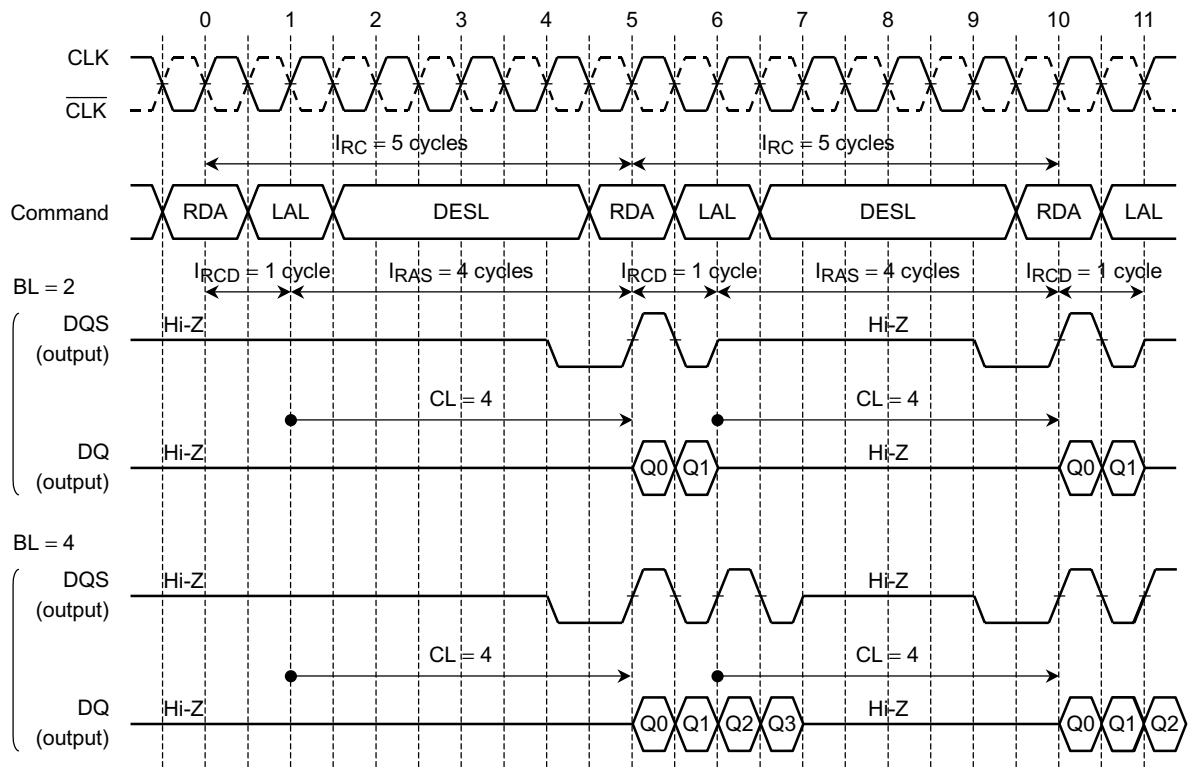 0 1 2 3 4 5 6 7 8 9 10 11
CLK
CLK
IRC = 5 cycles IRC = 5 cycles
Command RDA LAL DESL RDA LAL DESL RDA LAL
IRCD = 1 cycle IRAS = 4 cycles IRCD = 1 cycle IRAS = 4 cycles IRCD = 1 cycle
BL = 2
DQS Hi-Z Hi-Z
(output)
CL = 4 CL = 4
DQ Hi-Z Q0 Q1 Hi-Z Q0 Q1
(output)
BL = 4
DQS Hi-Z Hi-Z
(output)
CL = 4 CL = 4
DQ Hi-Z Q0 Q1 Q2 Q3 Hi-Z Q0 Q1 Q2
(output)